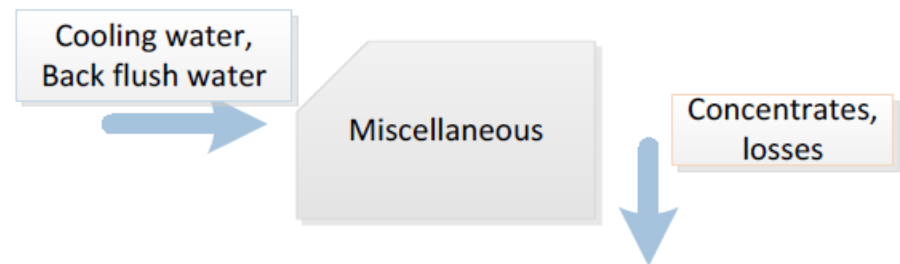 Cooling water,
Back flush water
Miscellaneous
Concentrates,
losses